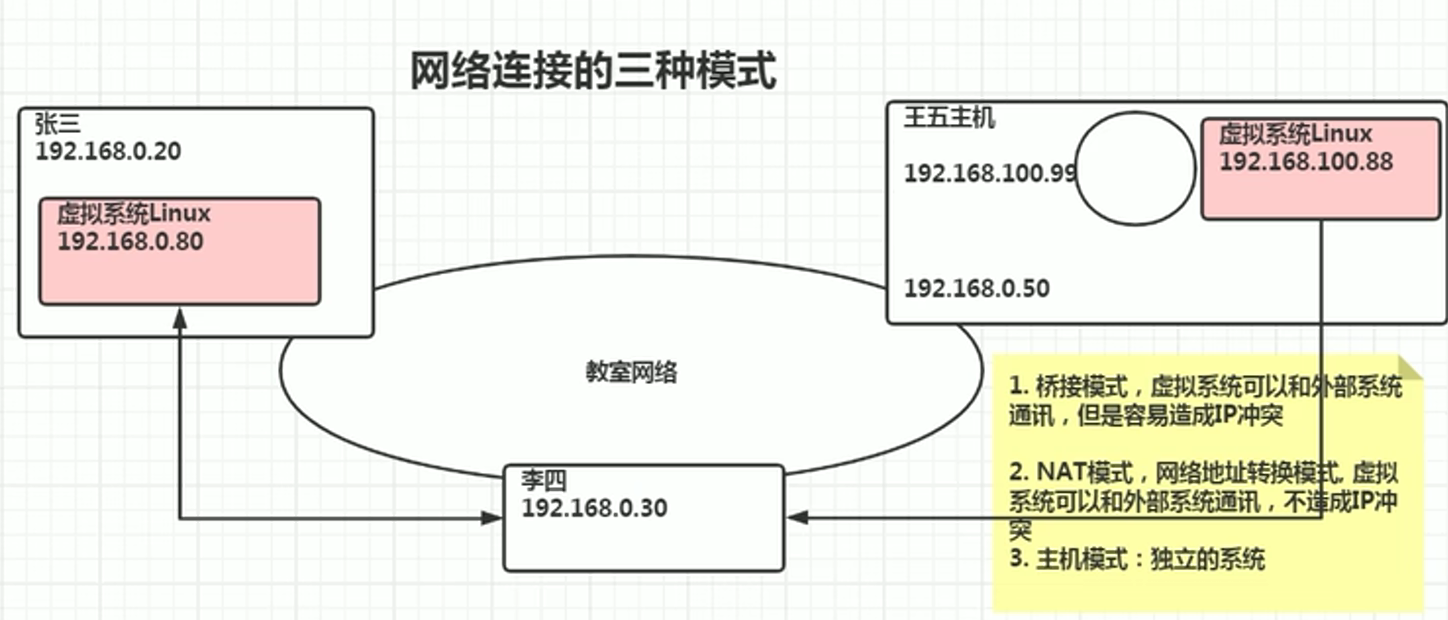 网络连接的三种模式
张三
192.168.0.20
虚拟系统Linux
192.168.0.80
王五主机
192.168.100.99
虚拟系统Linux
192.168.100.88
192.168.0.50
教室网络
李四
192.168.0.30
1. 桥接模式，虚拟系统可以和外部系统
通讯，但是容易造成IP冲突
2. NAT模式，网络地址转换模式, 虚拟
系统可以和外部系统通讯，不造成IP冲
突
3. 主机模式：独立的系统